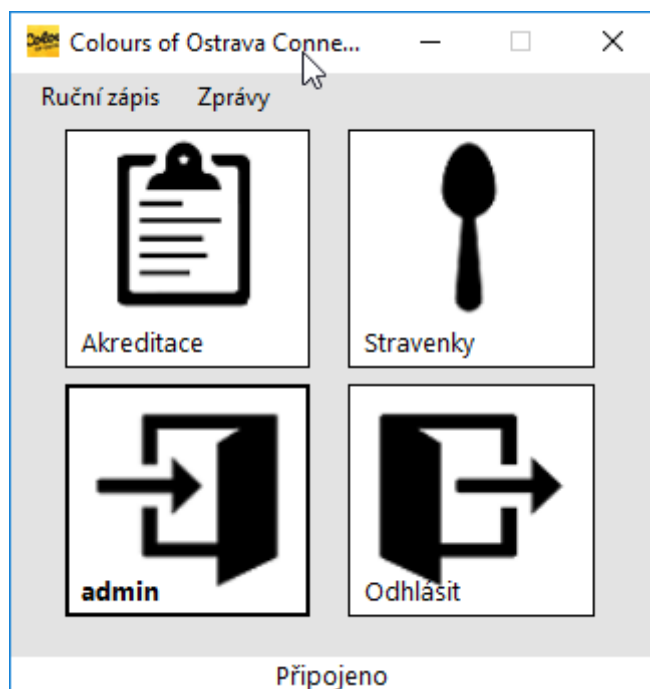 Colours of Ostrava Conne...
Ruční zápis Zprávy
Akreditace Stravenky
admin Odhlásit
Připojeno